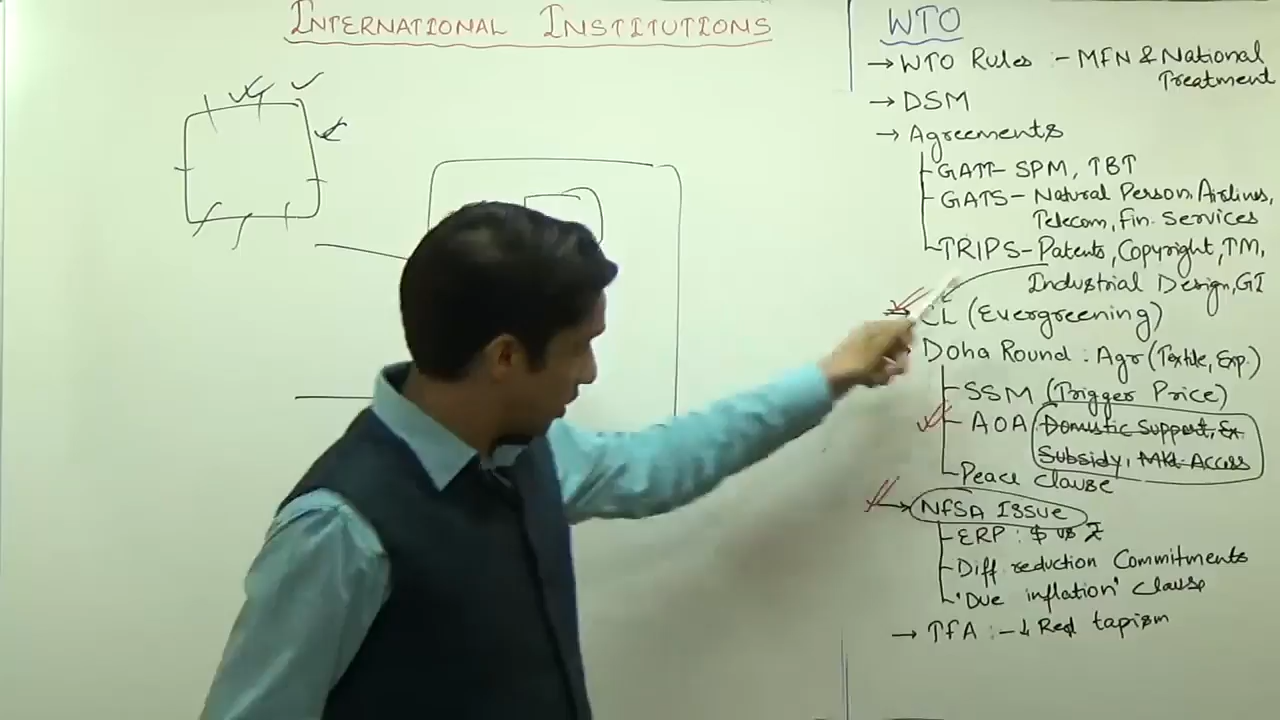 INTERNATIONAL INSTITUTIONS
WTO
→ WTO Rules :- MFN & National
Treatment
→ DSM
→ Agreements
GATT- SPM, TBT
GATS- Natural Person, Airlines,
Telecom, Fin. Services
TRIPS- Patents, Copyright, TM,
Industrial Design, GI
CL (Evergreening)
Doha Round : Agr (Textile, Exp.)
SSM (Trigger Price)
AOA Domestic Support, Ex.
Subsidy, Mkt Access
Peace Clause
→ NFSA Issue
ERP : $ vs ₹
Diff reduction Commitments
'Due inflation' Clause
→ TFA :- ↓ Red tapism